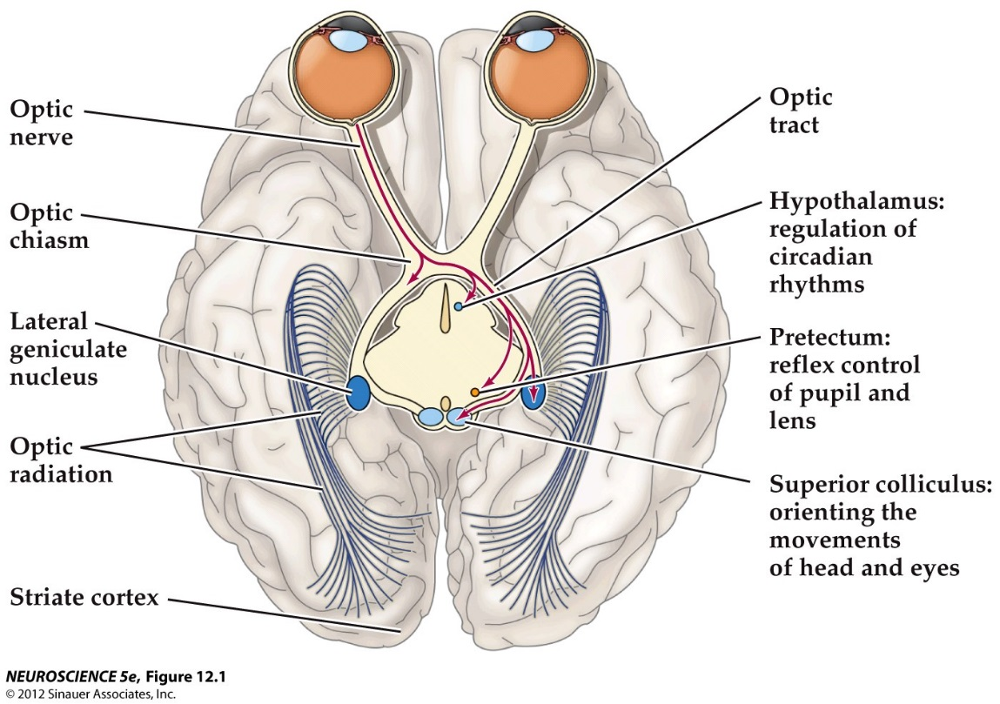 Optic
nerve
Optic
chiasm
Lateral
geniculate
nucleus
Optic
radiation
Striate cortex
Optic
tract
Hypothalamus:
regulation of
circadian
rhythms
Pretectum:
reflex control
of pupil and
lens
Superior colliculus:
orienting the
movements
of head and eyes
NEUROSCIENCE 5e, Figure 12.1
© 2012 Sinauer Associates, Inc.